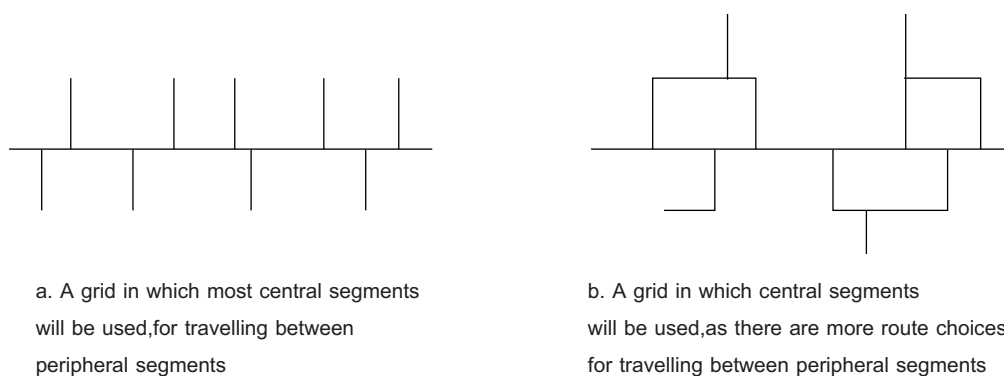 a. A grid in which most central segments
will be used,for travelling between
peripheral segments
b. A grid in which central segments
will be used,as there are more route choices
for travelling between peripheral segments